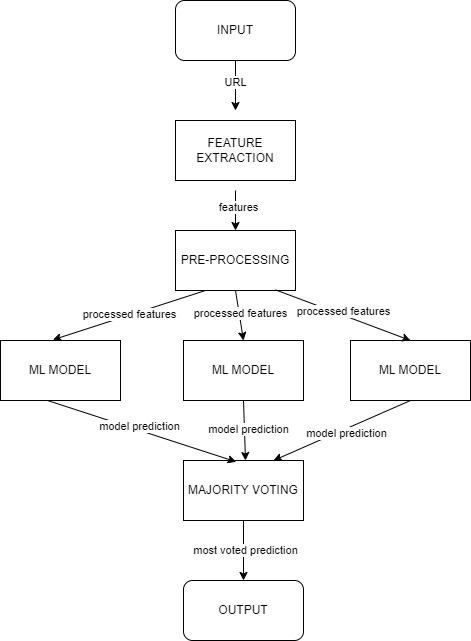 INPUT
URL
FEATURE
EXTRACTION
features
PRE-PROCESSING
processed features
processed features
processed features
ML MODEL
ML MODEL
ML MODEL
model prediction
model prediction
model prediction
MAJORITY VOTING
most voted prediction
OUTPUT